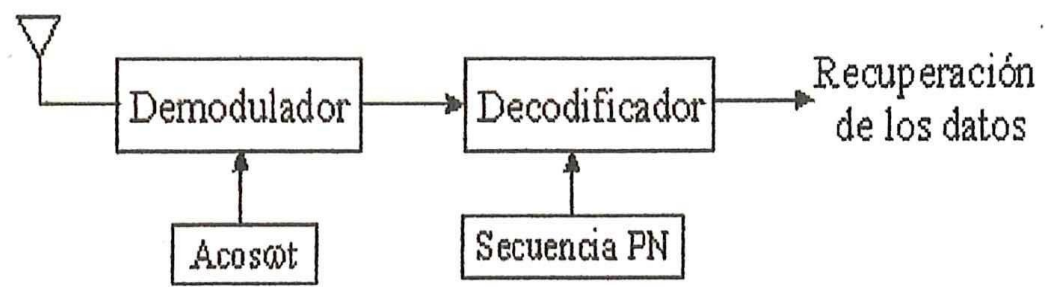 Demodulador
Decodificador
Recuperación
de los datos
Acosωt
Secuencia PN